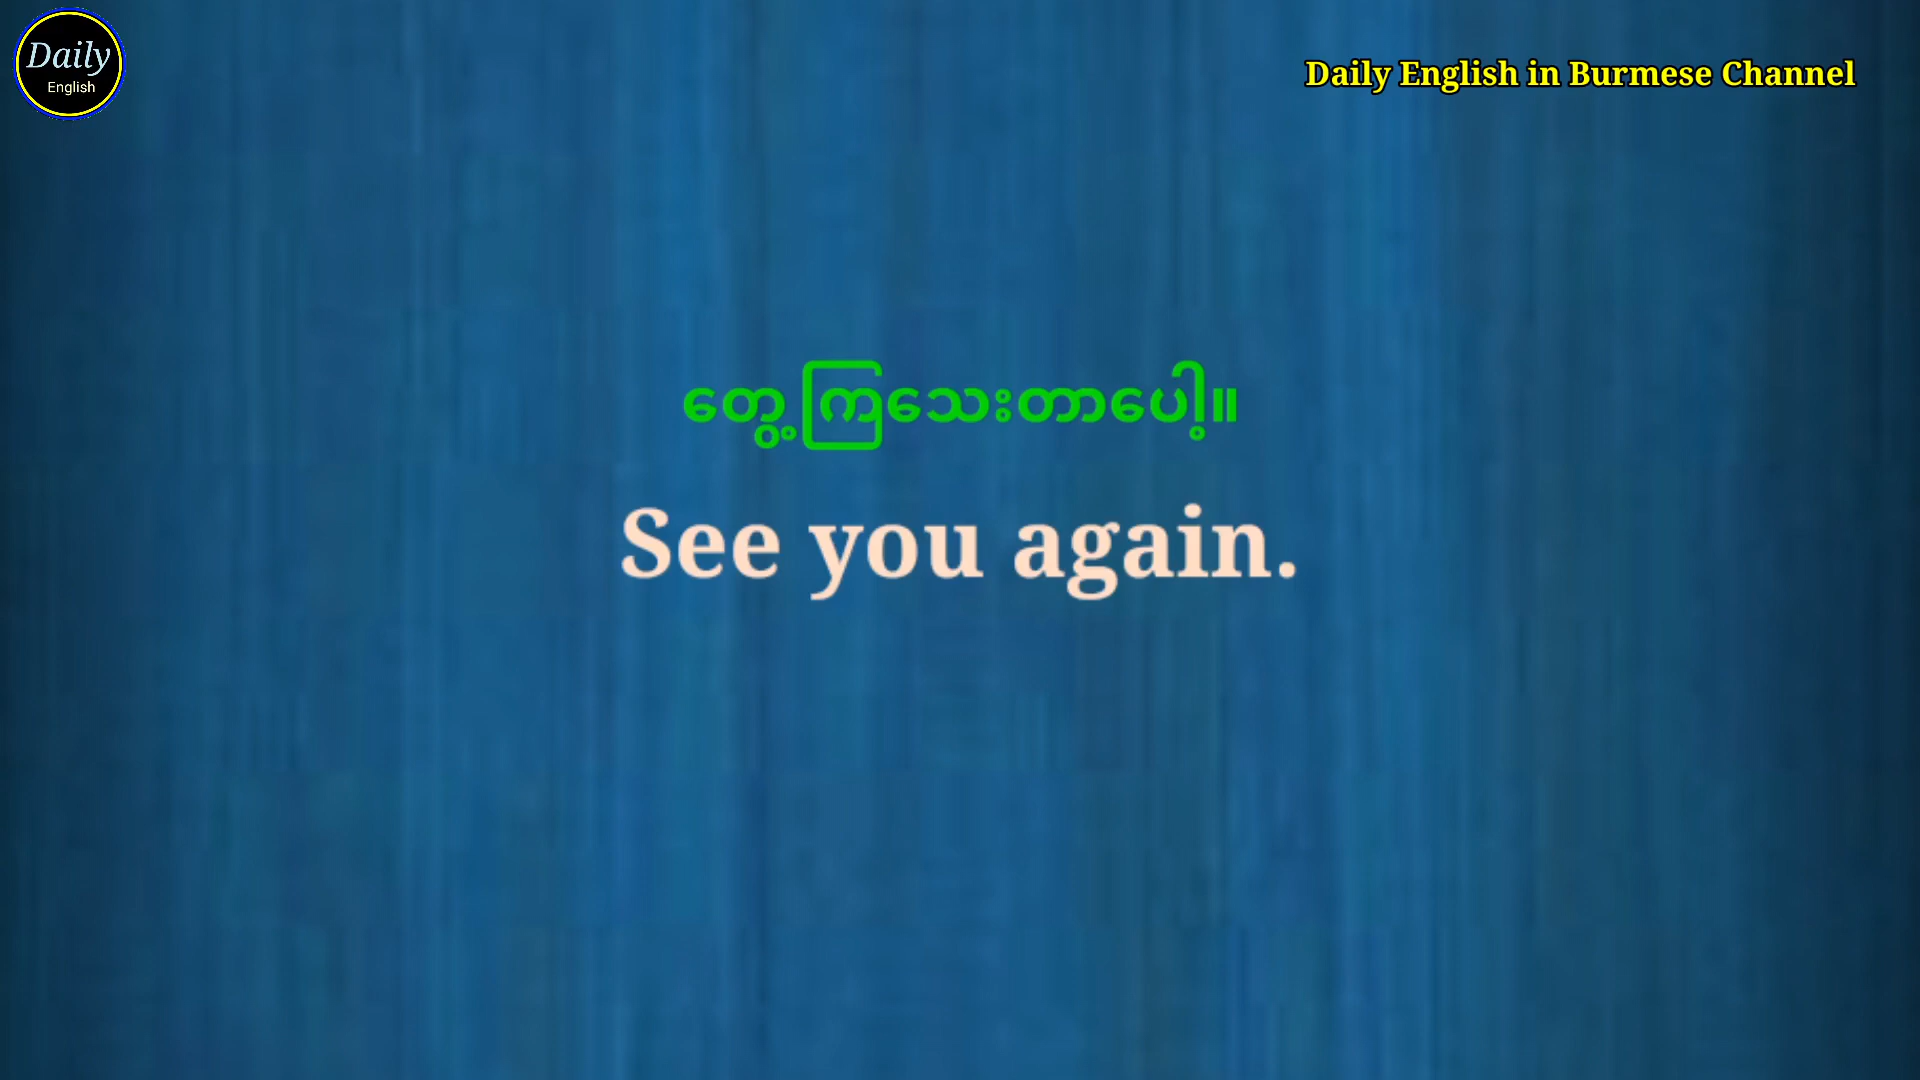 Daily
English
Daily English in Burmese Channel
တွေ့ကြသေးတာပေါ့။
See you again.